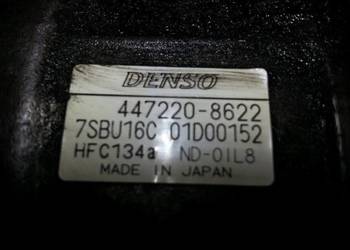 DENSO
447220-8622
7SBU16C 01D00152
HFC134a ND-OIL8
MADE IN JAPAN